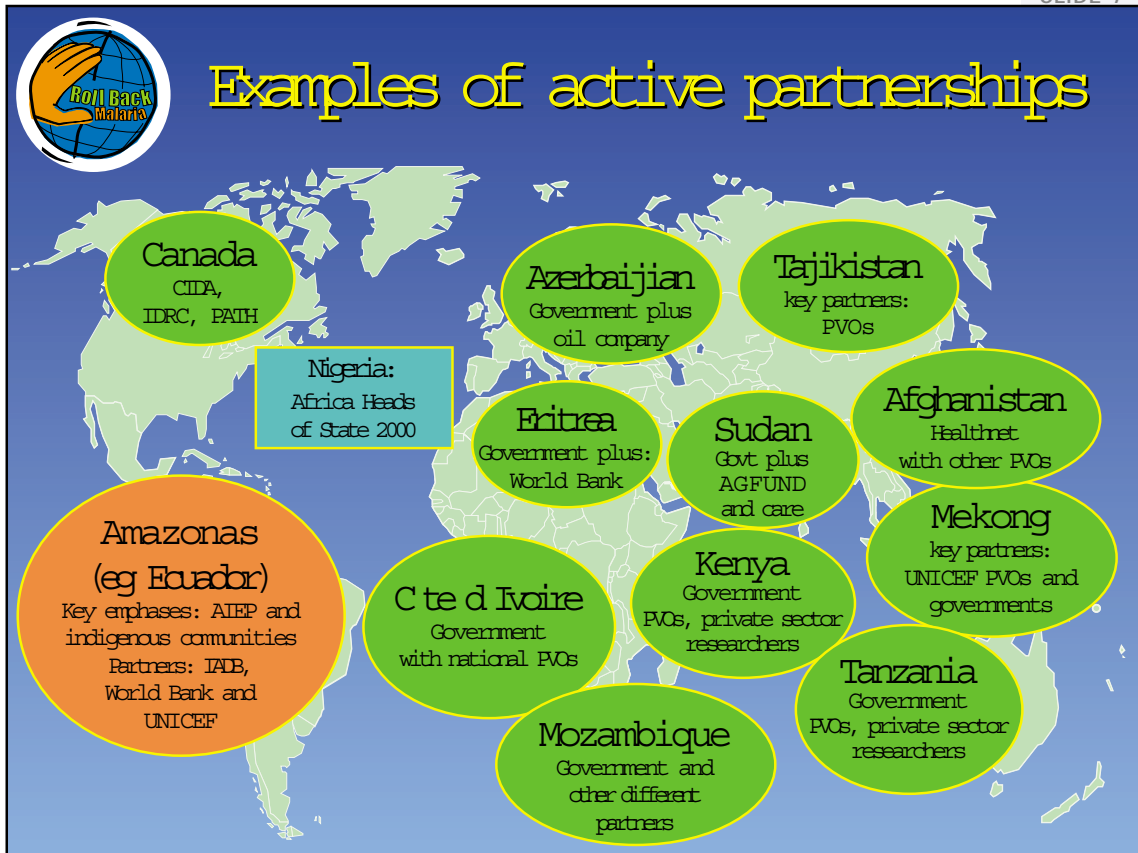 Roll Back
Malaria
Examples of active partnerships
Canada
CIDA,
IDRC, PATH
Azerbaijian
Government plus
oil company
Tajikistan
key partners:
PVOs
Nigeria:
Africa Heads
of State 2000
Eritrea
Government plus:
World Bank
Sudan
Govt plus
AGFUND
and care
Afghanistan
Healthnet
with other PVOs
Amazonas
(eg Ecuador)
Key emphases: AIEP and
indigenous communities
Partners: IADB,
World Bank and
UNICEF
C te d Ivoire
Government
with national PVOs
Kenya
Government
PVOs, private sector
researchers
Mekong
key partners:
UNICEF PVOs and
governments
Mozambique
Government and
other different
partners
Tanzania
Government
PVOs, private sector
researchers